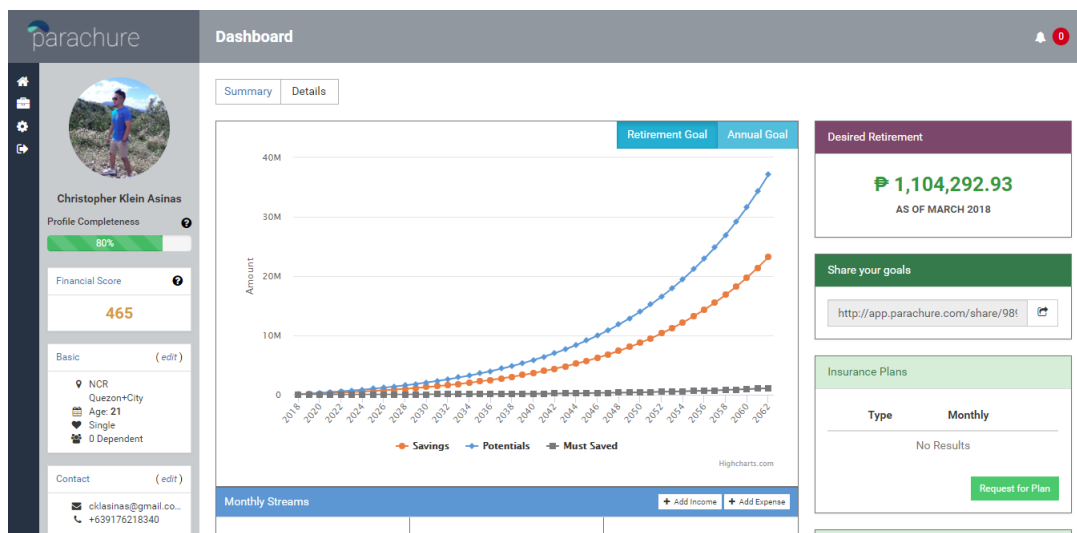 parachure
Dashboard
0
Summary
Details
Christopher Klein Asinas
Profile Completeness
80%
Financial Score
465
Basic
(edit)
NCR
Quezon+City
Age: 21
Single
0 Dependent
Contact
(edit)
cklasinas@gmail.co...
+639176218340
Retirement Goal
Annual Goal
Amount
40M
30M
20M
10M
0
2018
2020
2022
2024
2026
2028
2030
2032
2034
2036
2038
2040
2042
2044
2046
2048
2050
2052
2054
2056
2058
2060
2062
Savings
Potentials
Must Saved
Highcharts.com
Monthly Streams
+ Add Income
+ Add Expense
Desired Retirement
₱ 1,104,292.93
AS OF MARCH 2018
Share your goals
http://app.parachure.com/share/989
Insurance Plans
Type
Monthly
No Results
Request for Plan